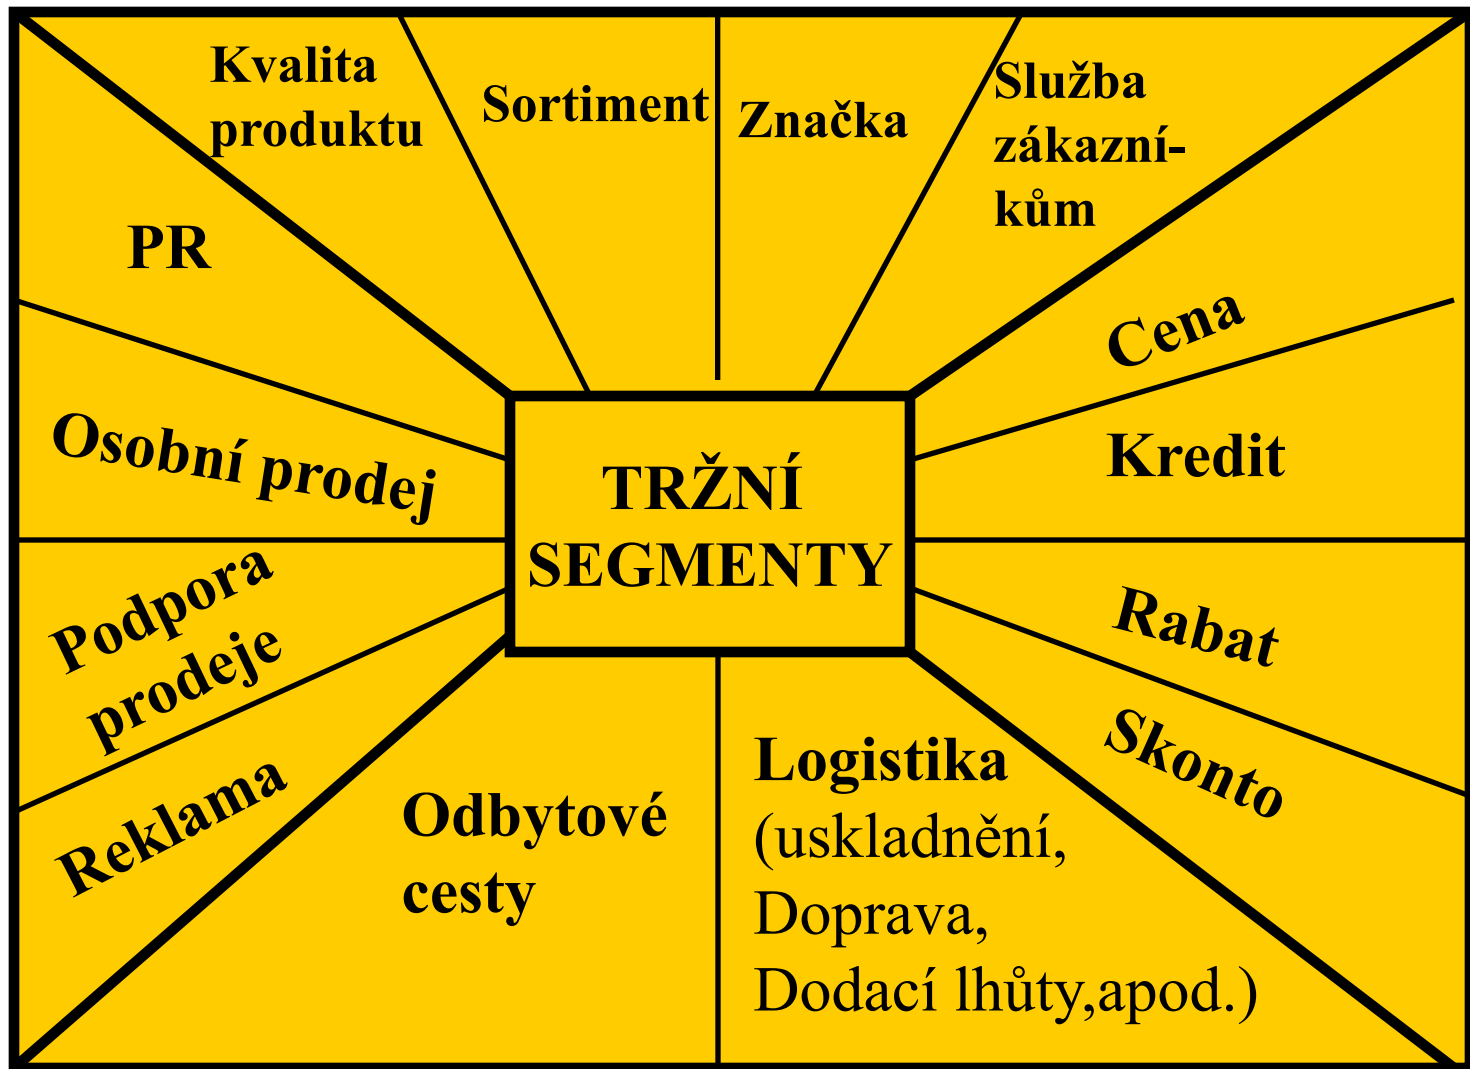 Kvalita
produktu
Sortiment
Značka
Služba
zákazní-
kům
PR
Cena
Osobní prodej
Kredit
TRŽNÍ
SEGMENTY
Podpora
prodeje
Rabat
Skonto
Reklama
Odbytové
cesty
Logistika
(uskladnění,
Doprava,
Dodací lhůty,apod.)